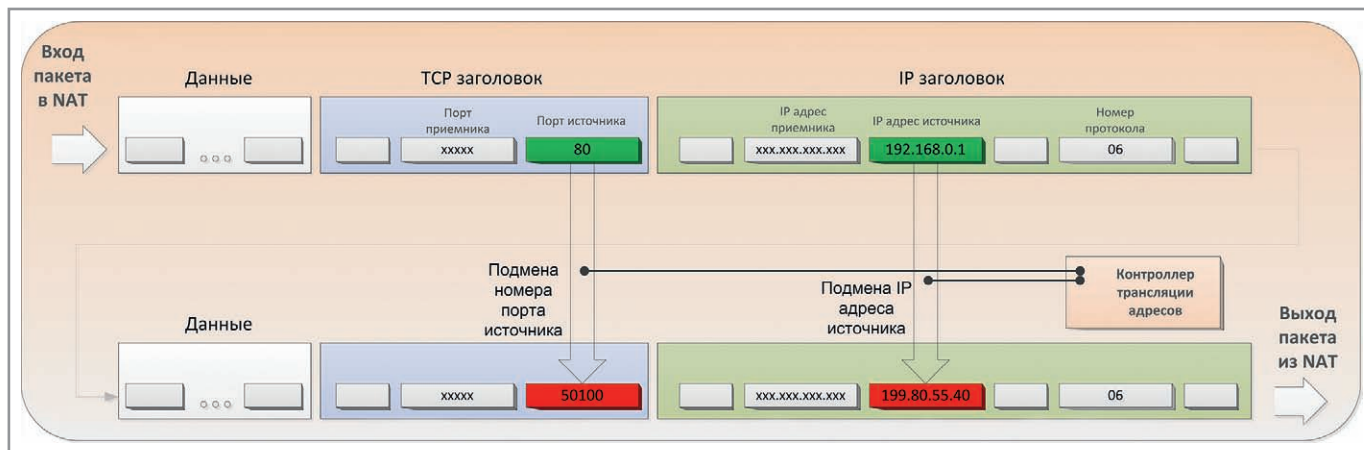 Вход
пакета
в NAT
Данные
TCP заголовок
IP заголовок
Порт
приемника
Порт источника
IP адрес
приемника
IP адрес источника
Номер
протокола
xxxxx
80
xxx.xxx.xxx.xxx
192.168.0.1
06
Подмена
номера
порта
источника
Подмена IP
адреса
источника
Контроллер
трансляции
адресов
Данные
Выход
пакета
из NAT
xxxxx
50100
xxx.xxx.xxx.xxx
199.80.55.40
06